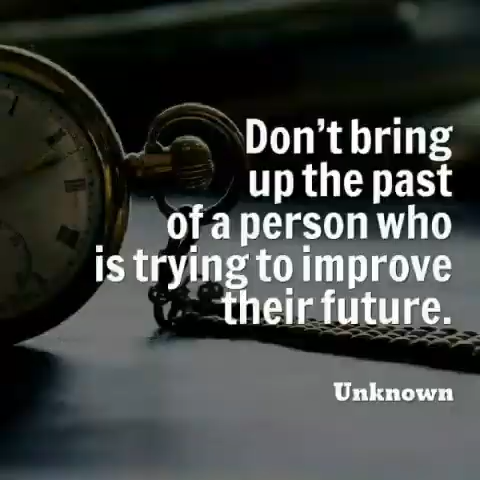 Don't bring
up the past
of a person who
is trying to improve
their future.
Unknown